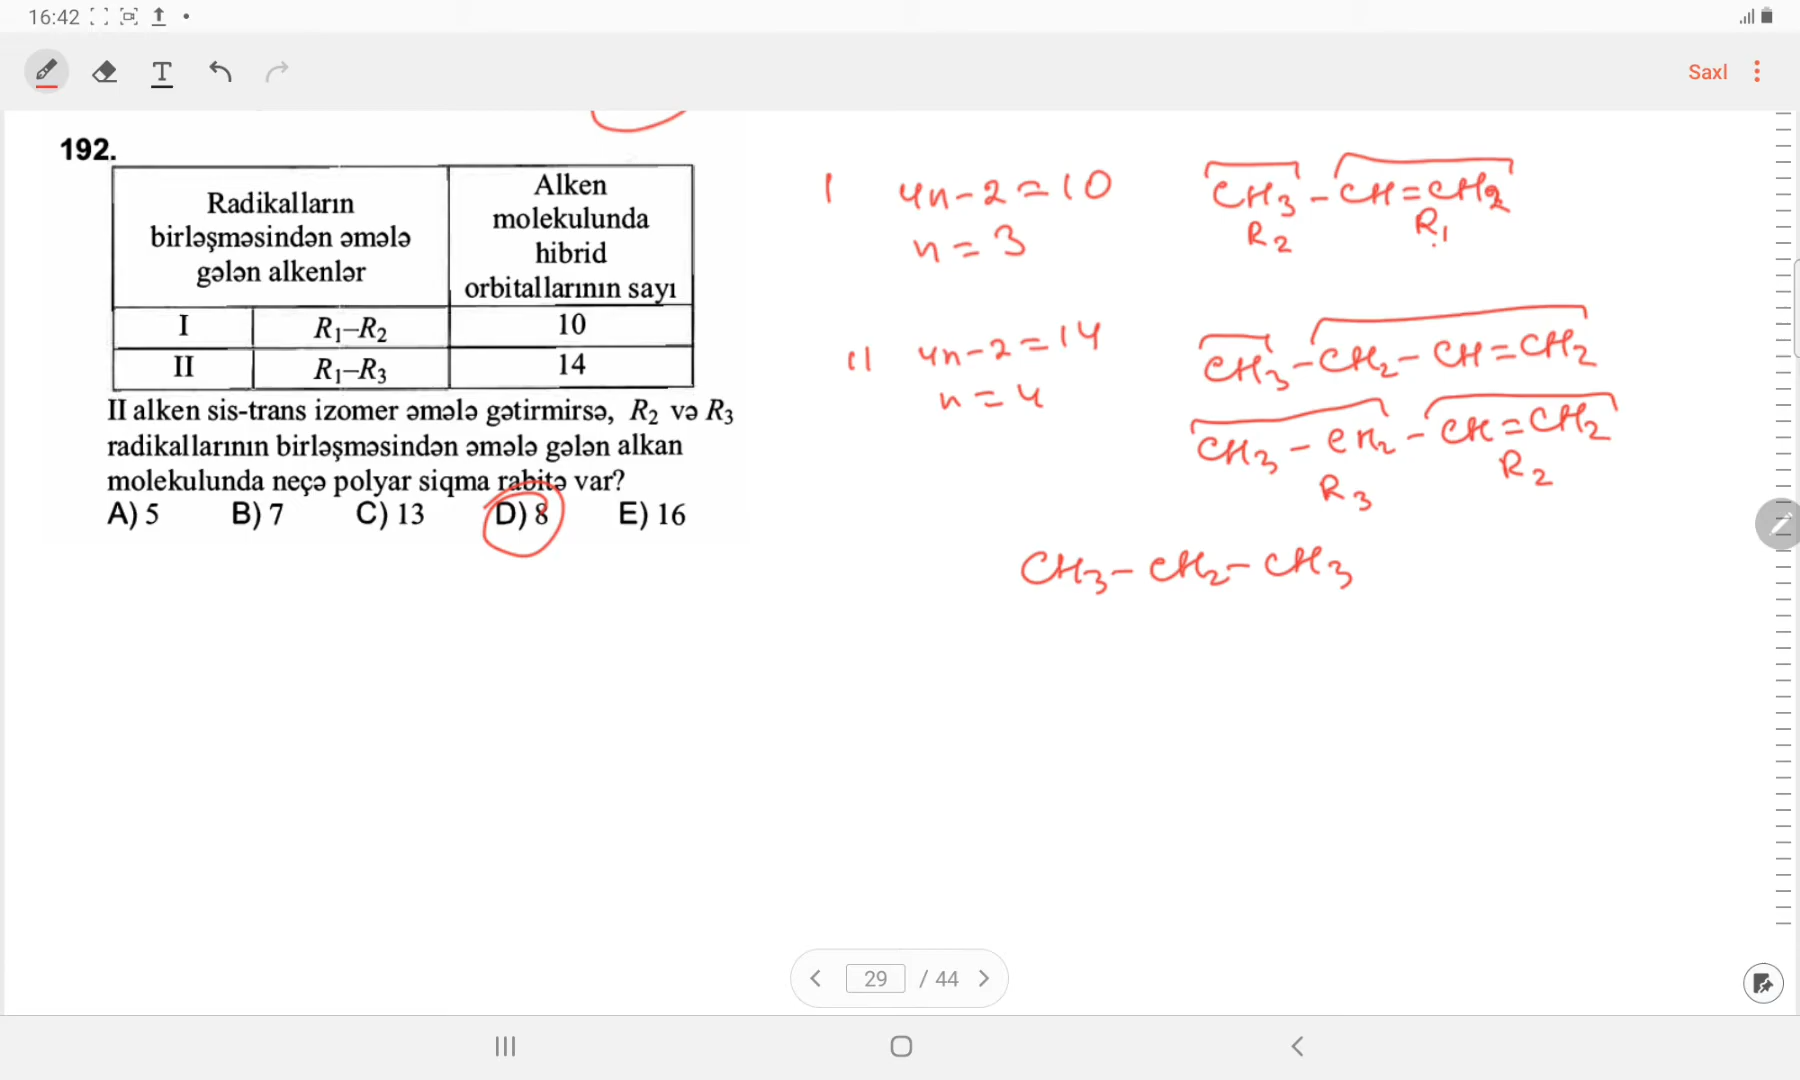 16:42
Saxl
192.
Radikalların birləşməsindən əmələ gələn alkenlər
Alken molekulunda hibrid orbitallarının sayı
I R₁–R₂ 10
II R₁–R₃ 14
II alken sis-trans izomer əmələ gətirmirsə, R₂ və R₃
radikallarının birləşməsindən əmələ gələn alkan
molekulunda neçə polyar siqma rabitə var?
A) 5 B) 7 C) 13 D) 8 E) 16
I 4n-2=10 CH₃-CH=CH₂
n=3 R₂ R₁
II 4n-2=14 CH₃-CH₂-CH=CH₂
n=4 CH₃-CH₂-CH=CH₂
R₃ R₂
CH₃-CH₂-CH₃
29 / 44